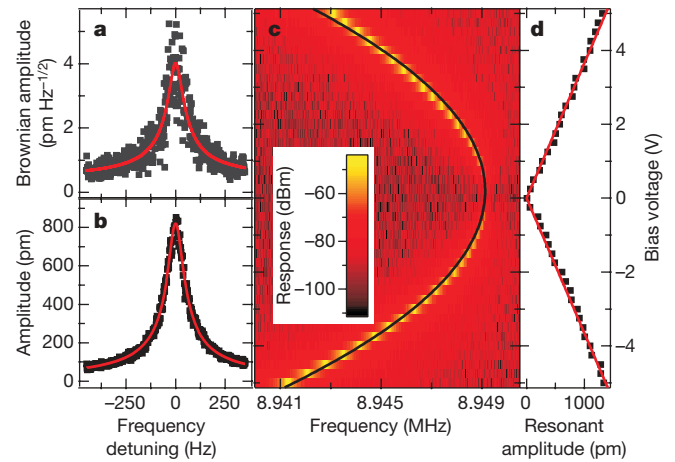 a
Brownian amplitude
(pm Hz⁻¹/²)
4
2
0
b
Amplitude (pm)
800
600
400
200
0
−250
0
250
Frequency
detuning (Hz)
c
Response (dBm)
−60
−80
−100
8.941
8.945
8.949
Frequency (MHz)
d
4
2
0
−2
−4
Bias voltage (V)
0
1000
Resonant
amplitude (pm)